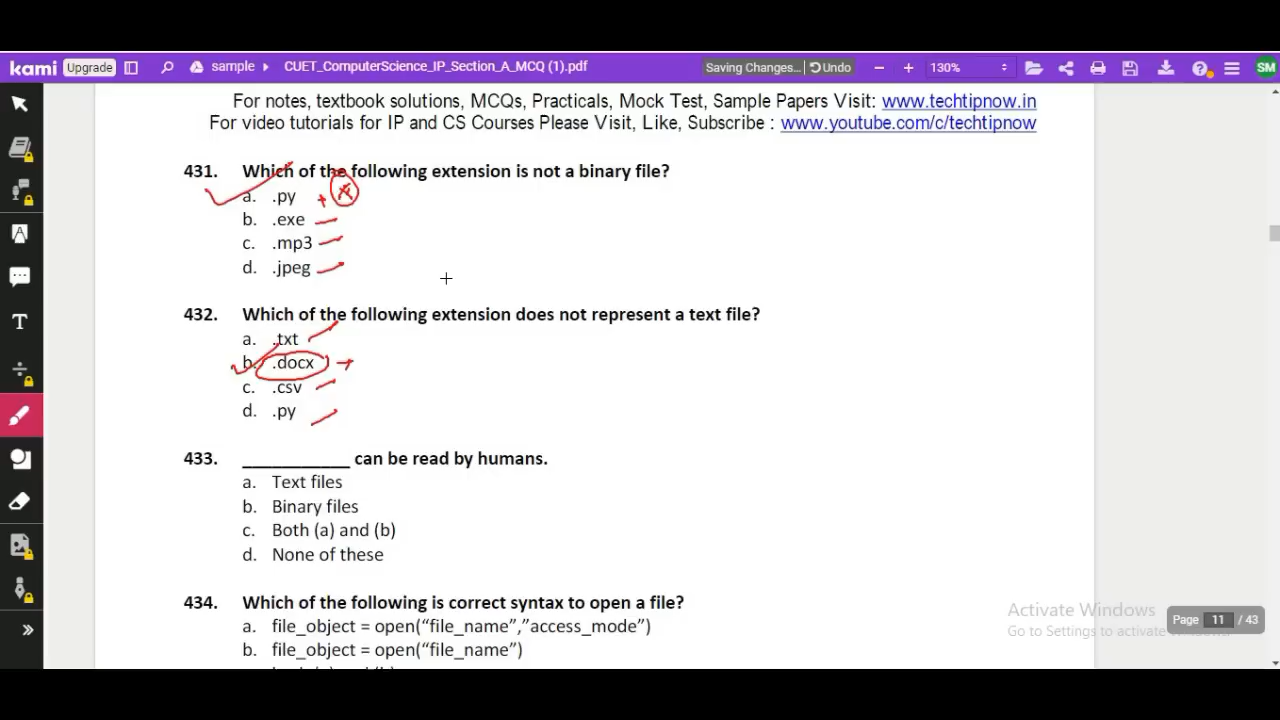 kami Upgrade sample CUET_ComputerScience_IP_Section_A_MCQ (1).pdf Saving Changes... Undo 130% SM
For notes, textbook solutions, MCQs, Practicals, Mock Test, Sample Papers Visit: www.techtipnow.in
For video tutorials for IP and CS Courses Please Visit, Like, Subscribe : www.youtube.com/c/techtipnow
431. Which of the following extension is not a binary file?
a. .py
b. .exe
c. .mp3
d. .jpeg
432. Which of the following extension does not represent a text file?
a. .txt
b. .docx
c. .csv
d. .py
433. ____________ can be read by humans.
a. Text files
b. Binary files
c. Both (a) and (b)
d. None of these
434. Which of the following is correct syntax to open a file?
a. file_object = open(“file_name”,”access_mode”)
b. file_object = open(“file_name”)
Activate Windows
Go to Settings to activate
Page 11 / 43